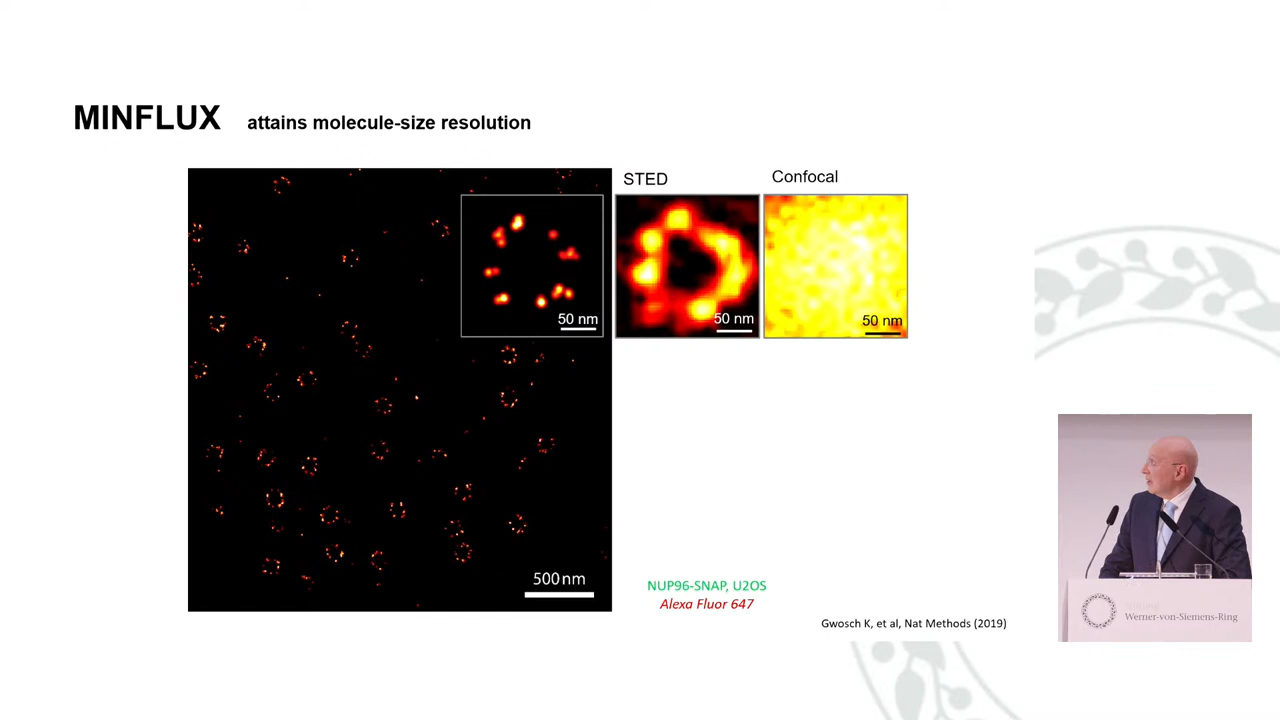 MINFLUX attains molecule-size resolution
STED
Confocal
50 nm
50 nm
50 nm
500 nm
NUP96-SNAP, U2OS
Alexa Fluor 647
Gwosch K, et al, Nat Methods (2019)
Werner-von-Siemens-Ring